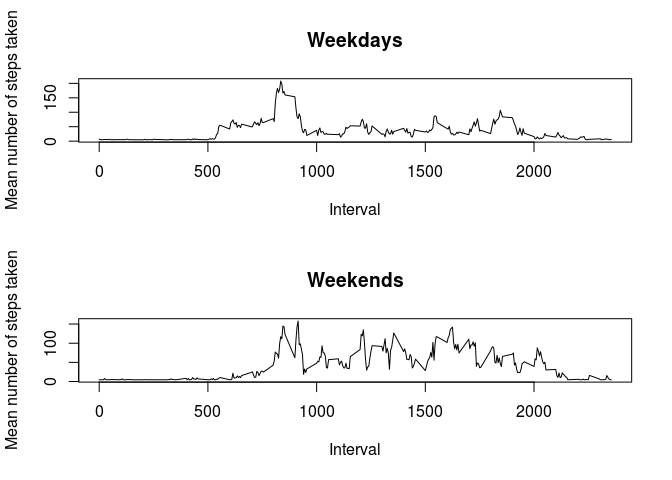 Weekdays
Mean number of steps taken
150
0
0 500 1000 1500 2000
Interval
Weekends
Mean number of steps taken
100
0
0 500 1000 1500 2000
Interval